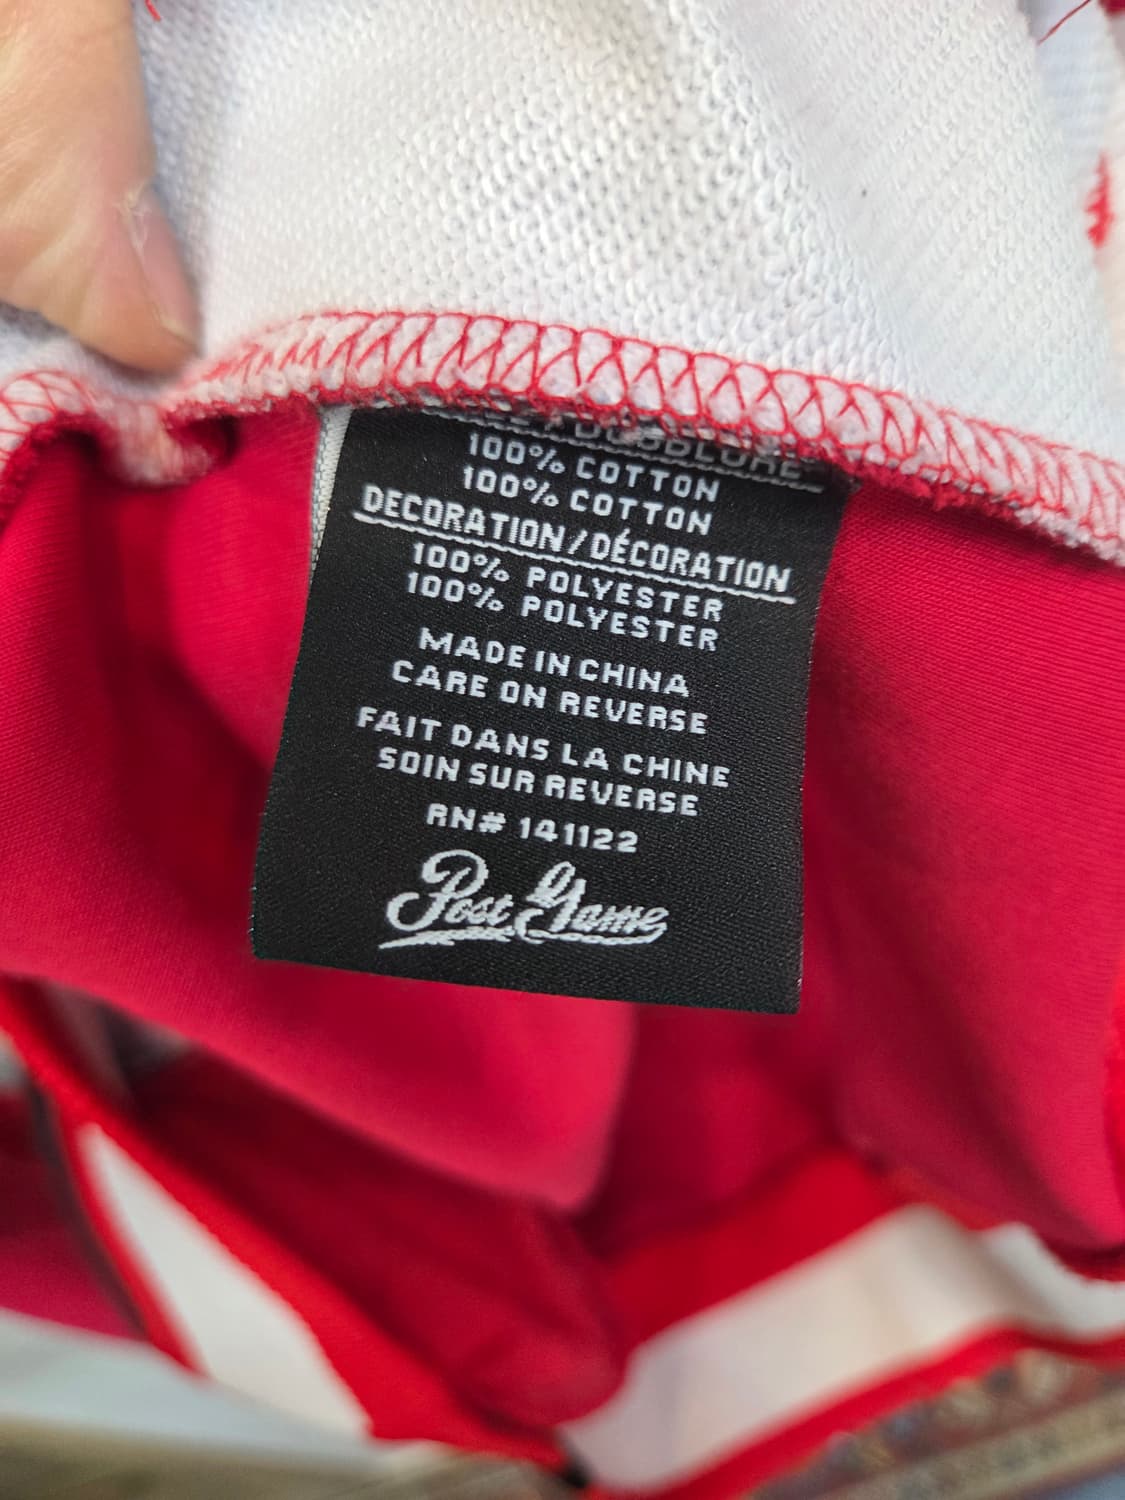 100% COTTON
100% COTTON
DECORATION/DÉCORATION
100% POLYESTER
100% POLYESTER
MADE IN CHINA
CARE ON REVERSE
FAIT DANS LA CHINE
SOIN SUR REVERSE
RN# 141122
Post Game